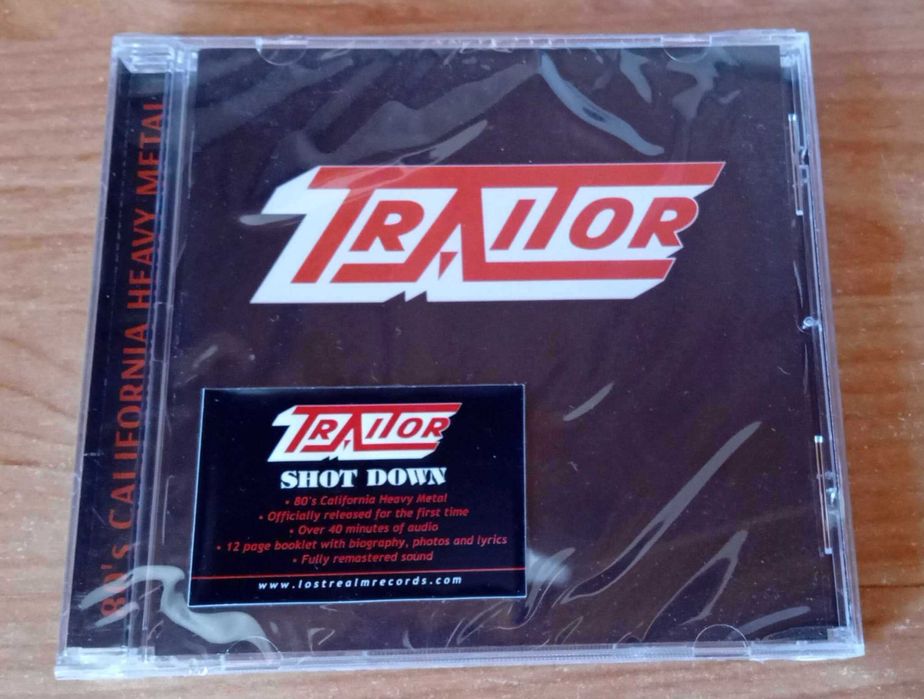 80'S CALIFORNIA HEAVY METAL
TRAITOR
TRAITOR
SHOT DOWN
• 80's California Heavy Metal
• Officially released for the first time
• Over 40 minutes of audio
• 12 page booklet with biography, photos and lyrics
• Fully remastered sound
www.lostrealmrecords.com